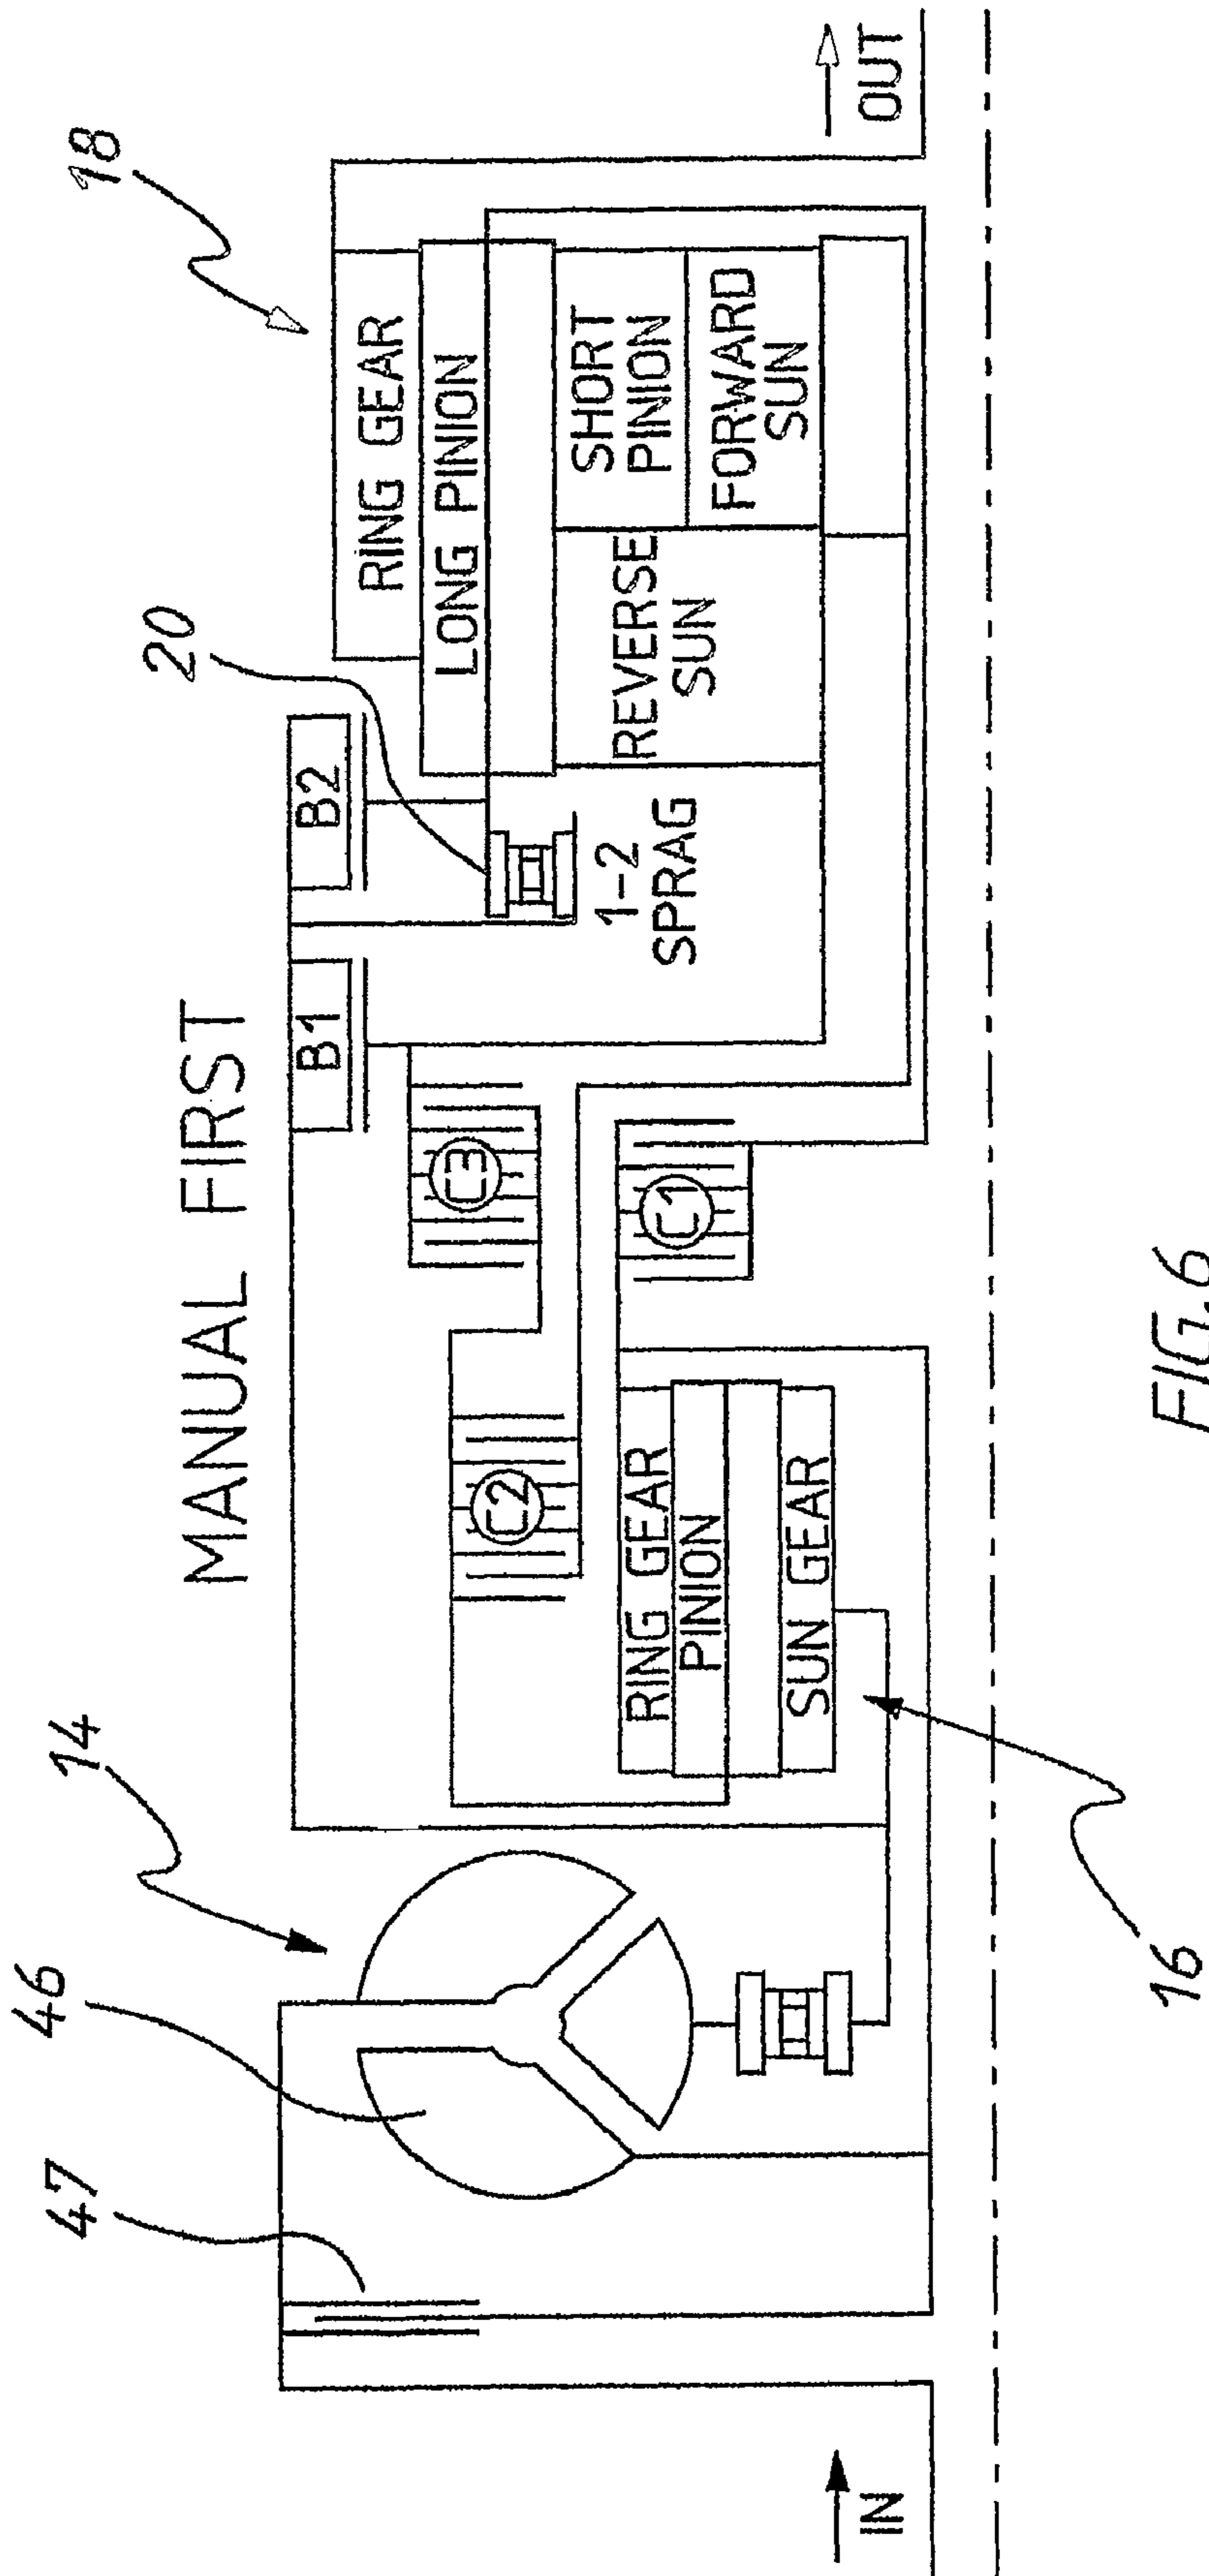 MANUAL FIRST
47
46
14
20
18
B1
B2
C2
C3
C1
RING GEAR
LONG PINION
SHORT
PINION
FORWARD
SUN
REVERSE
SUN
1-2
SPRAG
RING GEAR
PINION
SUN GEAR
IN
OUT
16
FIG.6